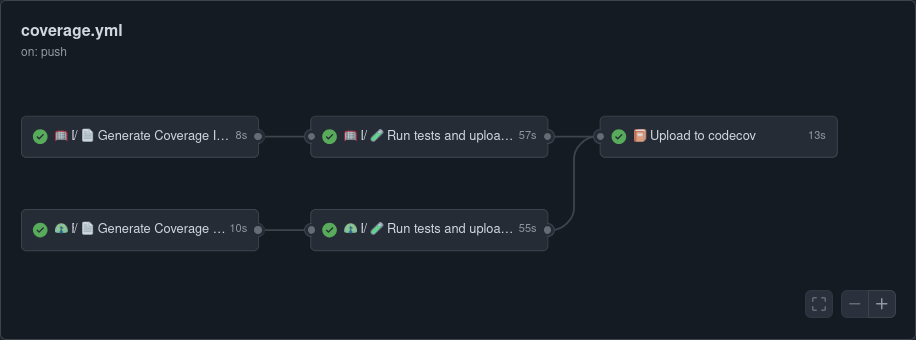 coverage.yml
on: push
/ Generate Coverage I... 8s
/ Run tests and uploa... 57s
Upload to codecov 13s
/ Generate Coverage ... 10s
/ Run tests and uploa... 55s